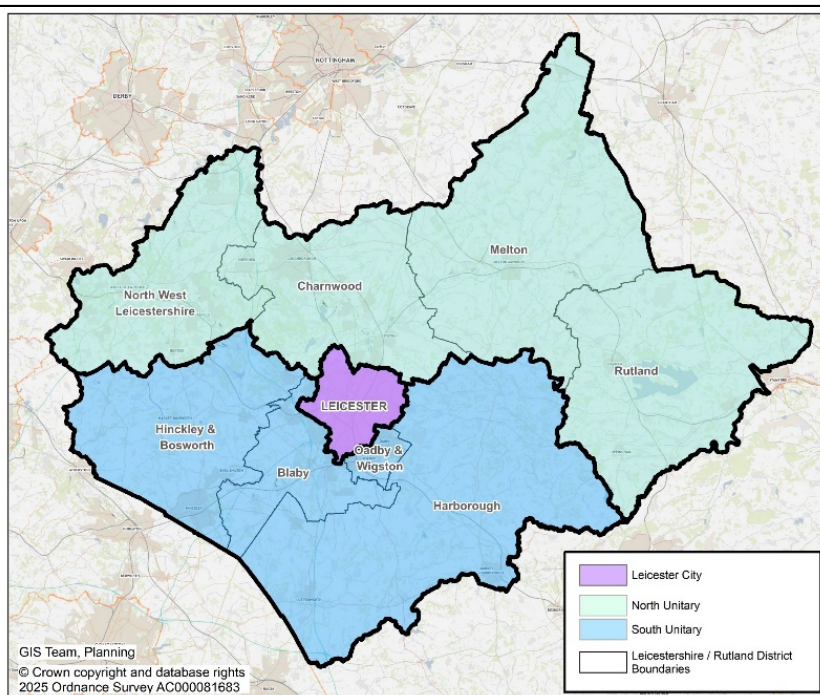 NOTTINGHAM
DERBY
Melton
Charnwood
North West
Leicestershire
Rutland
LEICESTER
Hinckley &
Bosworth
Oadby &
Wigston
Blaby
Harborough
Leicester City
North Unitary
South Unitary
Leicestershire / Rutland District
Boundaries
GIS Team, Planning
© Crown copyright and database rights
2025 Ordnance Survey AC000081683